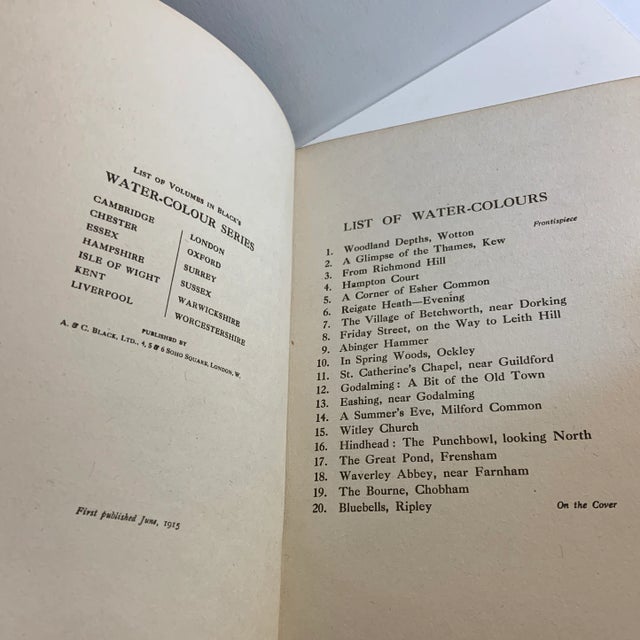 List of Volumes in Black's
WATER-COLOUR SERIES
CAMBRIDGE
CHESTER
ESSEX
HAMPSHIRE
ISLE OF WIGHT
KENT
LIVERPOOL
LONDON
OXFORD
SURREY
SUSSEX
WARWICKSHIRE
WORCESTERSHIRE
PUBLISHED BY
A. & C. BLACK, LTD., 4, 5 & 6 SOHO SQUARE, LONDON, W.
First published June, 1915
LIST OF WATER-COLOURS
1. Woodland Depths, Wotton Frontispiece
2. A Glimpse of the Thames, Kew
3. From Richmond Hill
4. Hampton Court
5. A Corner of Esher Common
6. Reigate Heath—Evening
7. The Village of Betchworth, near Dorking
8. Friday Street, on the Way to Leith Hill
9. Abinger Hammer
10. In Spring Woods, Ockley
11. St. Catherine's Chapel, near Guildford
12. Godalming: A Bit of the Old Town
13. Eashing, near Godalming
14. A Summer's Eve, Milford Common
15. Witley Church
16. Hindhead: The Punchbowl, looking North
17. The Great Pond, Frensham
18. Waverley Abbey, near Farnham
19. The Bourne, Chobham
20. Bluebells, Ripley On the Cover